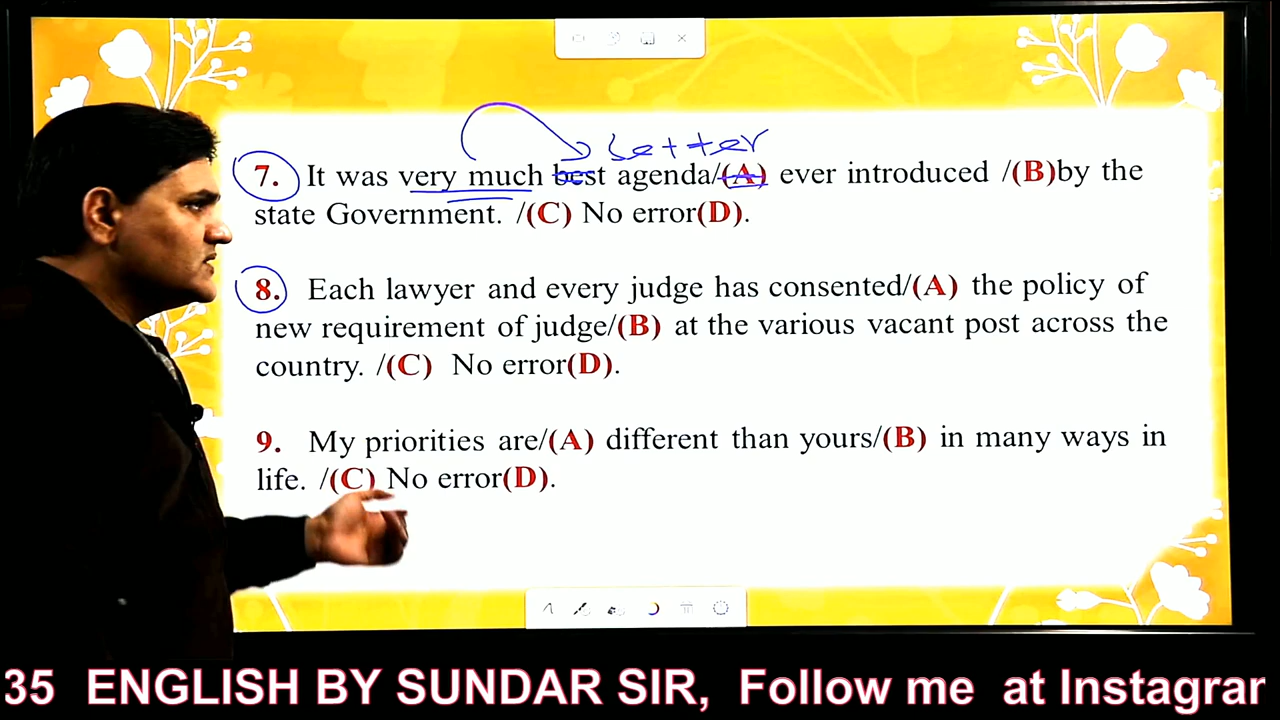 better
7. It was very much best agenda/(A) ever introduced /(B)by the
state Government. /(C) No error(D).
8. Each lawyer and every judge has consented/(A) the policy of
new requirement of judge/(B) at the various vacant post across the
country. /(C) No error(D).
9. My priorities are/(A) different than yours/(B) in many ways in
life. /(C) No error(D).
35 ENGLISH BY SUNDAR SIR, Follow me at Instagrar